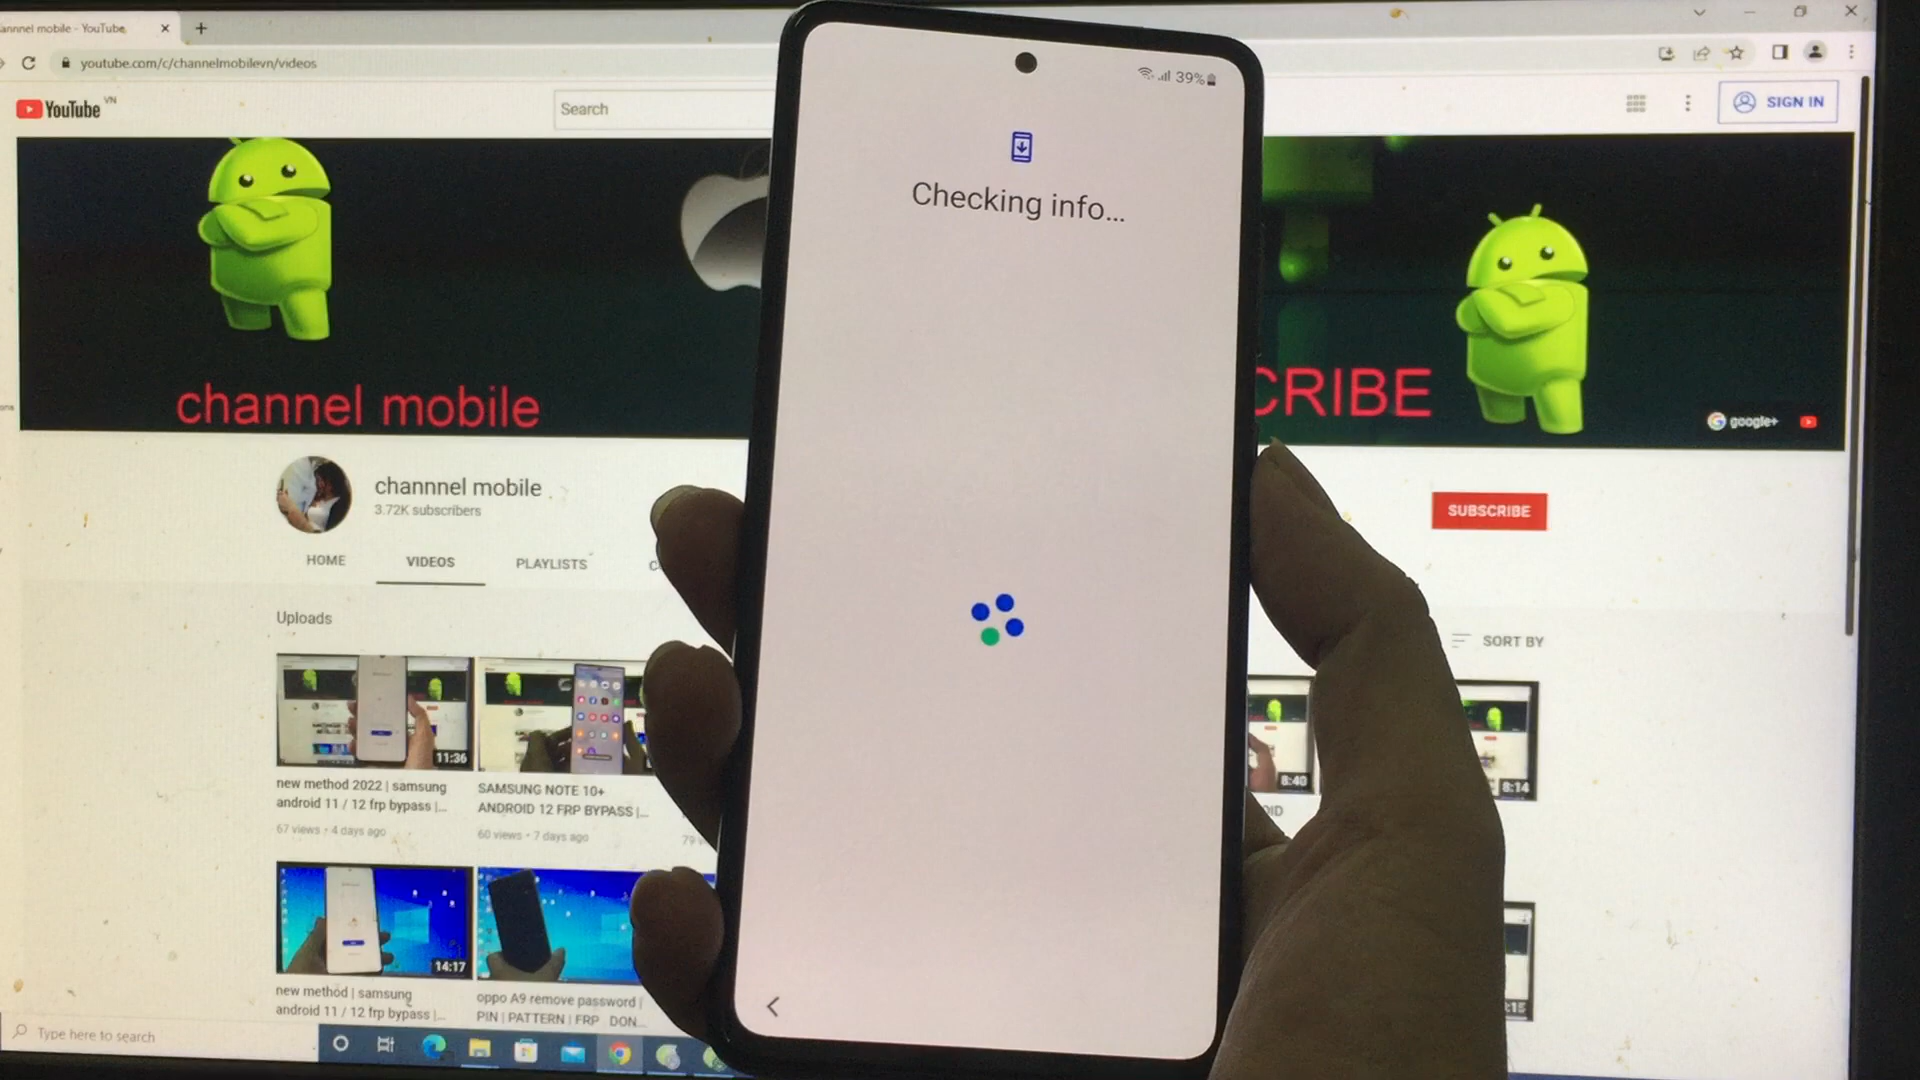 annnel mobile - YouTube
youtube.com/c/channelmobilevn/videos
YouTube VN
Search
SIGN IN
39%
Checking info...
channel mobile
CRIBE
google+
channnel mobile
3.72K subscribers
SUBSCRIBE
HOME
VIDEOS
PLAYLISTS
C
Uploads
SORT BY
11:36
8:40
8:14
new method 2022 | samsung
android 11 / 12 frp bypass |...
67 views • 4 days ago
SAMSUNG NOTE 10+
ANDROID 12 FRP BYPASS |...
60 views • 7 days ago
79
OID
14:17
:15
new method | samsung
android 11 / 12 frp bypass |...
oppo A9 remove password |
PIN | PATTERN | FRP DON...
Type here to search